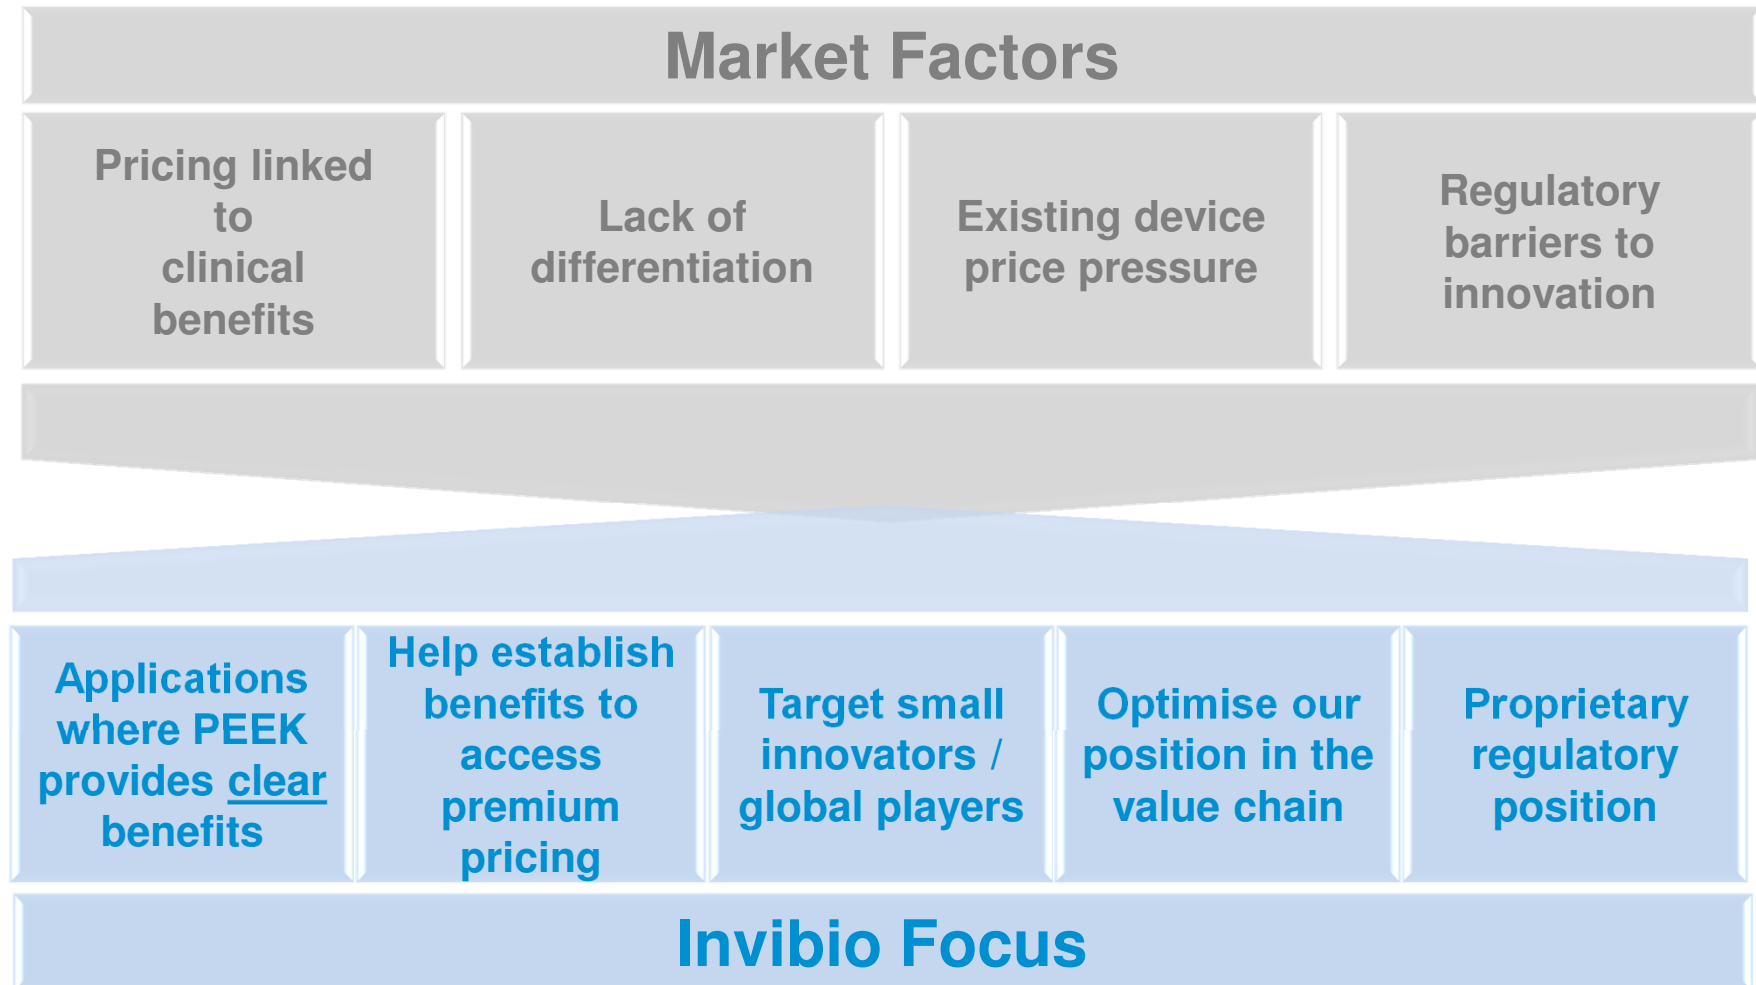 Market Factors
Pricing linked
to
clinical
benefits
Lack of
differentiation
Existing device
price pressure
Regulatory
barriers to
innovation
Applications
where PEEK
provides clear
benefits
Help establish
benefits to
access
premium
pricing
Target small
innovators /
global players
Optimise our
position in the
value chain
Proprietary
regulatory
position
Invibio Focus